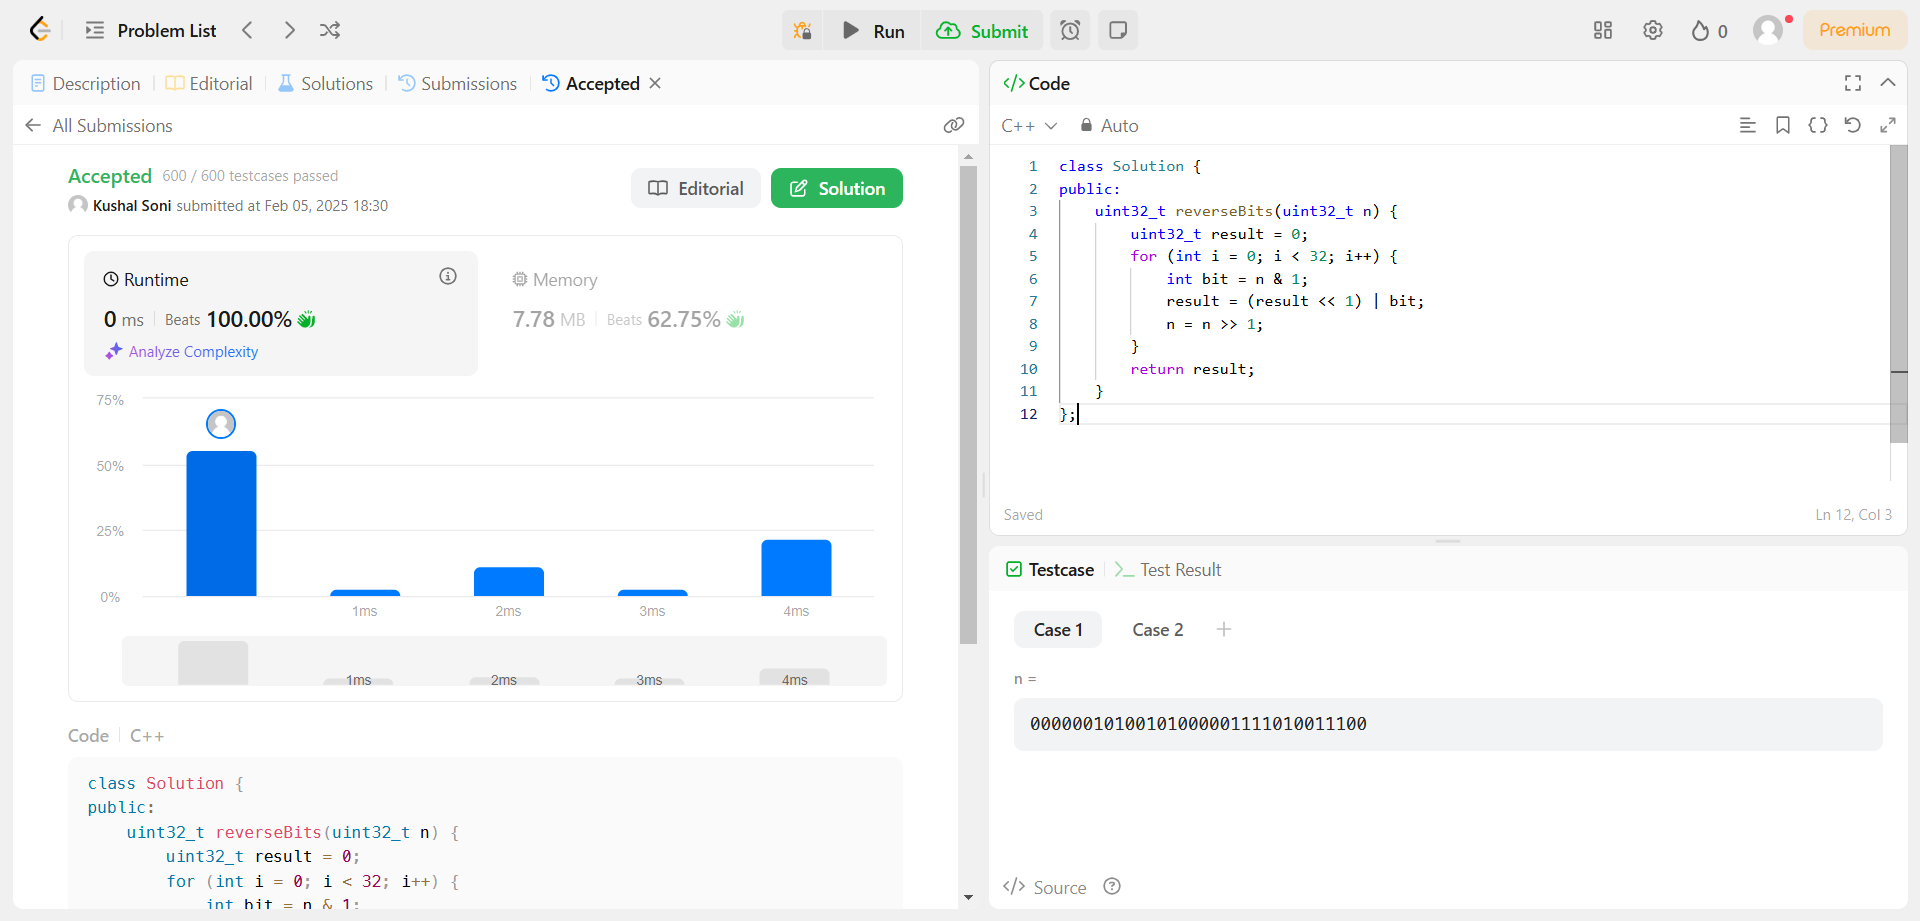 Problem List
Run
Submit
0
Premium
Description
Editorial
Solutions
Submissions
Accepted
All Submissions
Accepted 600 / 600 testcases passed
Kushal Soni submitted at Feb 05, 2025 18:30
Editorial
Solution
Runtime
0 ms Beats 100.00%
Analyze Complexity
Memory
7.78 MB Beats 62.75%
75%
50%
25%
0%
1ms 2ms 3ms 4ms
1ms 2ms 3ms 4ms
Code C++
class Solution {
public:
uint32_t reverseBits(uint32_t n) {
uint32_t result = 0;
for (int i = 0; i < 32; i++) {
int bit = n & 1;
</> Code
C++ Auto
1 class Solution {
2 public:
3 uint32_t reverseBits(uint32_t n) {
4 uint32_t result = 0;
5 for (int i = 0; i < 32; i++) {
6 int bit = n & 1;
7 result = (result << 1) | bit;
8 n = n >> 1;
9 }
10 return result;
11 }
12 };
Saved
Ln 12, Col 3
Testcase
Test Result
Case 1 Case 2 +
n =
00000010100101000001111010011100
</> Source ?